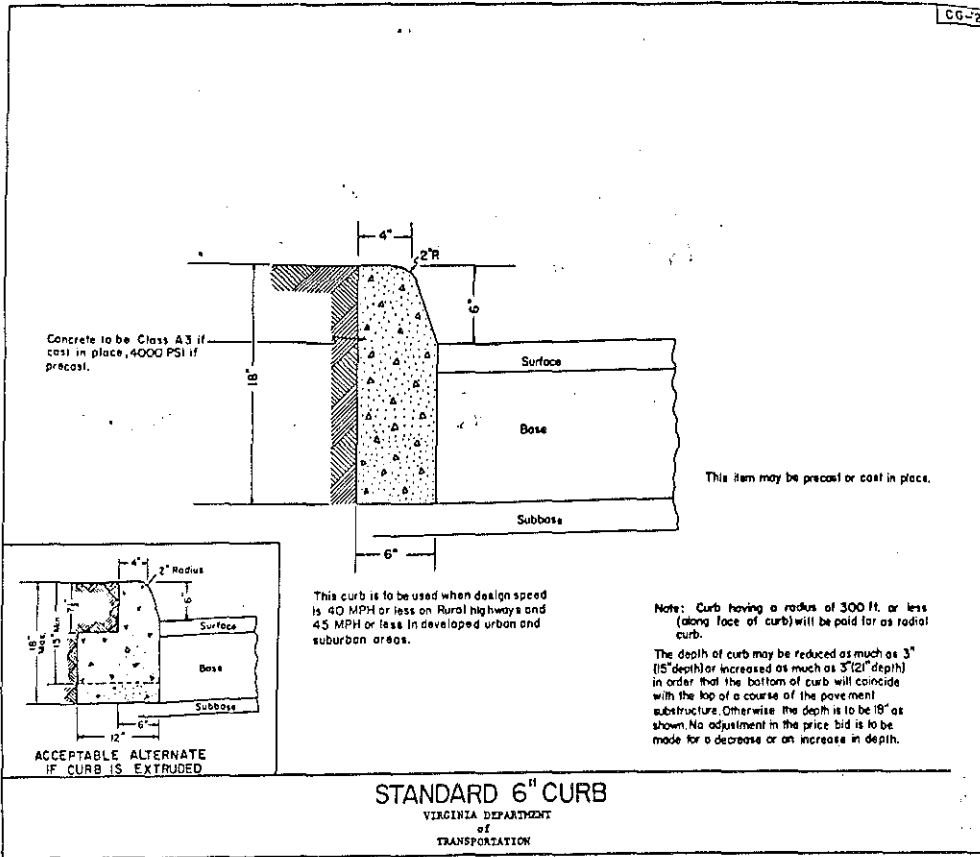 CG-2
4"
2"R
6"
18"
Concrete to be Class A3 if
cast in place, 4000 PSI if
precast.
Surface
Base
Subbase
6"
This item may be precast or cast in place.
4"
2" Radius
6"
18" Max.
15" Min.
7½"
Surface
Base
Subbase
6"
12"
ACCEPTABLE ALTERNATE
IF CURB IS EXTRUDED
This curb is to be used when design speed
is 40 MPH or less on Rural highways and
45 MPH or less in developed urban and
suburban areas.
Note: Curb having a radius of 300 ft. or less
(along face of curb) will be paid for as radial
curb.
The depth of curb may be reduced as much as 3"
(15" depth) or increased as much as 3" (21" depth)
in order that the bottom of curb will coincide
with the top of a course of the pavement
substructure. Otherwise the depth is to be 18" as
shown. No adjustment in the price bid is to be
made for a decrease or an increase in depth.
STANDARD 6" CURB
VIRGINIA DEPARTMENT
of
TRANSPORTATION